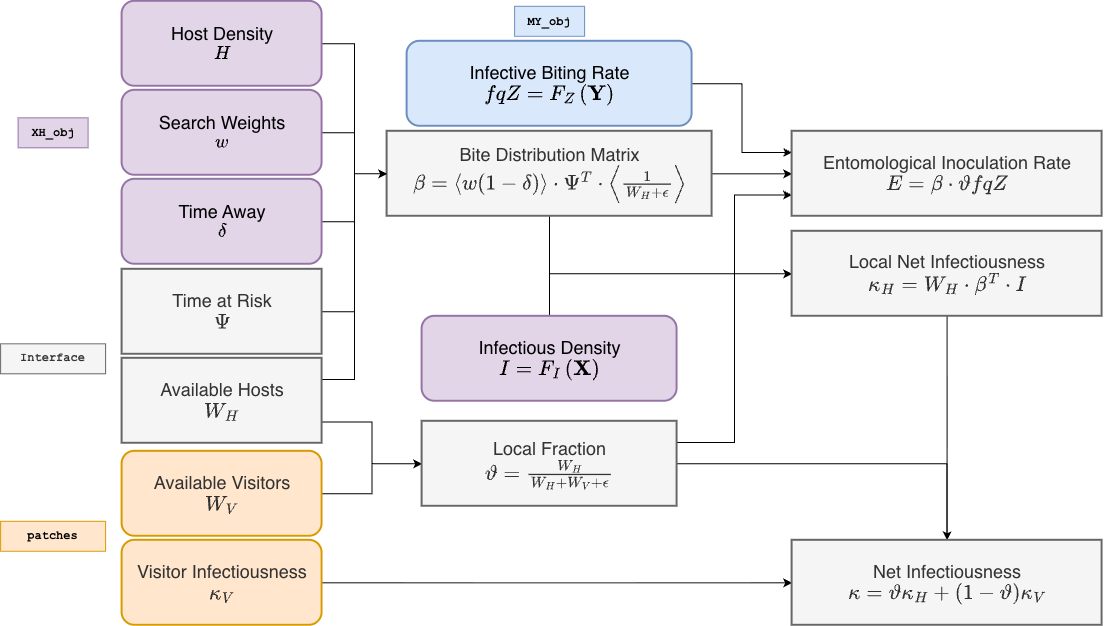 MY_obj
Host Density
H
Infective Biting Rate
fqZ = F_Z (Y)
XH_obj
Search Weights
w
Bite Distribution Matrix
β = ⟨w(1 − δ)⟩ · Ψ^T · ⟨1/(W_H+ϵ)⟩
Entomological Inoculation Rate
E = β · ϑfqZ
Time Away
δ
Local Net Infectiousness
κ_H = W_H · β^T · I
Time at Risk
Ψ
Interface
Infectious Density
I = F_I (X)
Available Hosts
W_H
Local Fraction
ϑ = W_H/(W_H+W_V+ϵ)
Available Visitors
W_V
patches
Visitor Infectiousness
κ_V
Net Infectiousness
κ = ϑκ_H + (1 − ϑ)κ_V